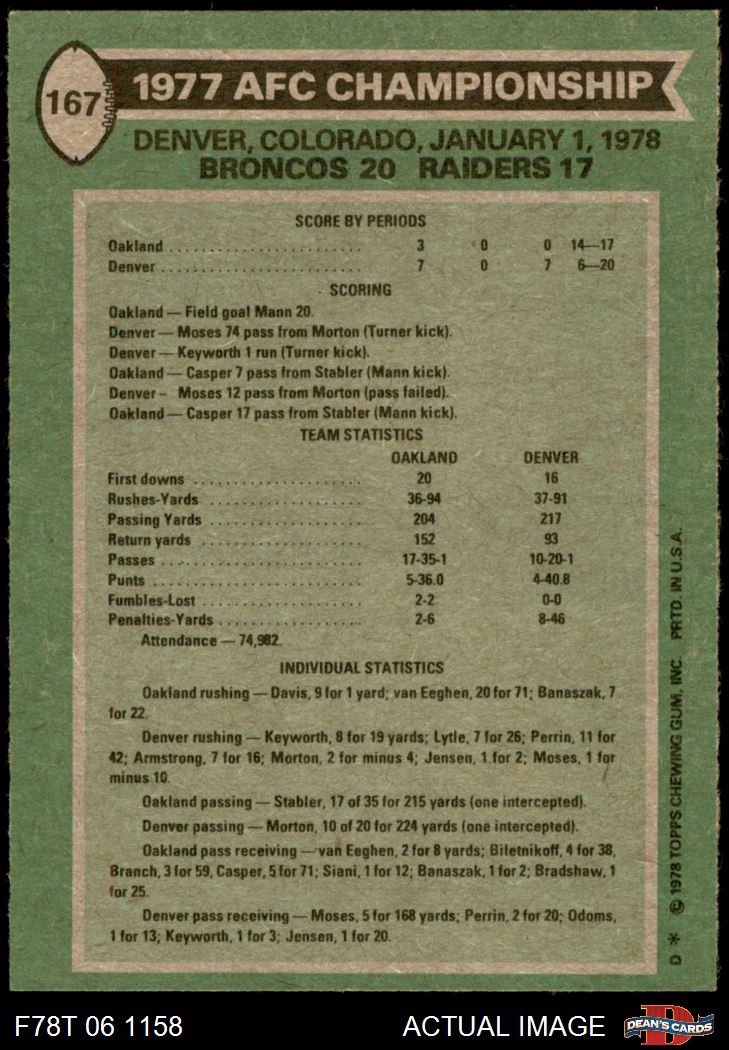 167
1977 AFC CHAMPIONSHIP
DENVER, COLORADO, JANUARY 1, 1978
BRONCOS 20 RAIDERS 17
SCORE BY PERIODS
Oakland ........................ 3 0 0 14—17
Denver ........................ 7 0 7 6—20
SCORING
Oakland — Field goal Mann 20.
Denver — Moses 74 pass from Morton (Turner kick).
Denver — Keyworth 1 run (Turner kick).
Oakland — Casper 7 pass from Stabler (Mann kick).
Denver – Moses 12 pass from Morton (pass failed).
Oakland — Casper 17 pass from Stabler (Mann kick).
TEAM STATISTICS
OAKLAND DENVER
First downs ..................... 20 16
Rushes-Yards ................... 36-94 37-91
Passing Yards ................... 204 217
Return yards .................... 152 93
Passes ......................... 17-35-1 10-20-1
Punts .......................... 5-36.0 4-40.8
Fumbles-Lost .................... 2-2 0-0
Penalties-Yards .................. 2-6 8-46
Attendance — 74,982.
INDIVIDUAL STATISTICS
Oakland rushing — Davis, 9 for 1 yard; van Eeghen, 20 for 71; Banaszak, 7
for 22.
Denver rushing — Keyworth, 8 for 19 yards; Lytle, 7 for 26; Perrin, 11 for
42; Armstrong, 7 for 16; Morton, 2 for minus 4; Jensen, 1 for 2; Moses, 1 for
minus 10.
Oakland passing — Stabler, 17 of 35 for 215 yards (one intercepted).
Denver passing — Morton, 10 of 20 for 224 yards (one intercepted).
Oakland pass receiving — van Eeghen, 2 for 8 yards; Biletnikoff, 4 for 38,
Branch, 3 for 59, Casper, 5 for 71; Siani, 1 for 12; Banaszak, 1 for 2; Bradshaw, 1
for 25.
Denver pass receiving — Moses, 5 for 168 yards; Perrin, 2 for 20; Odoms,
1 for 13; Keyworth, 1 for 3; Jensen, 1 for 20.
D * © 1978 TOPPS CHEWING GUM, INC. PRTD. IN U.S.A.
F78T 06 1158 ACTUAL IMAGE
D
DEAN'S CARDS